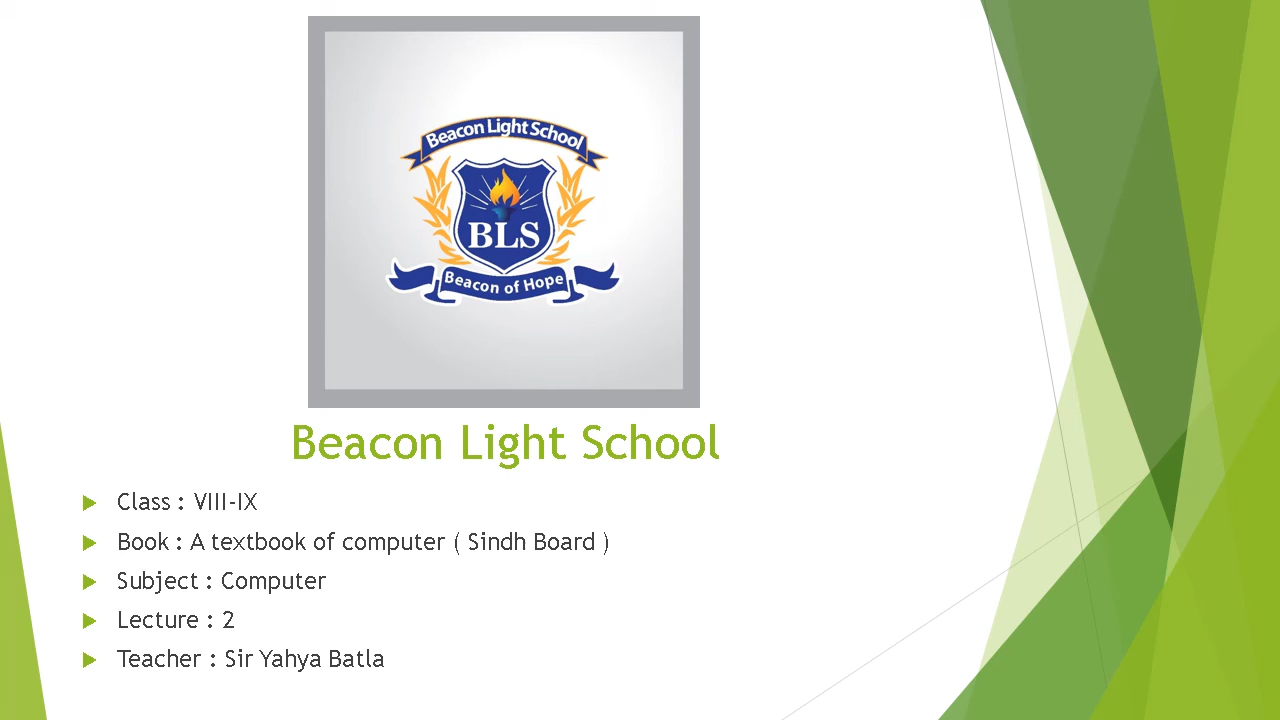 Beacon Light School
BLS
Beacon of Hope
Beacon Light School
Class : VIII-IX
Book : A textbook of computer ( Sindh Board )
Subject : Computer
Lecture : 2
Teacher : Sir Yahya Batla